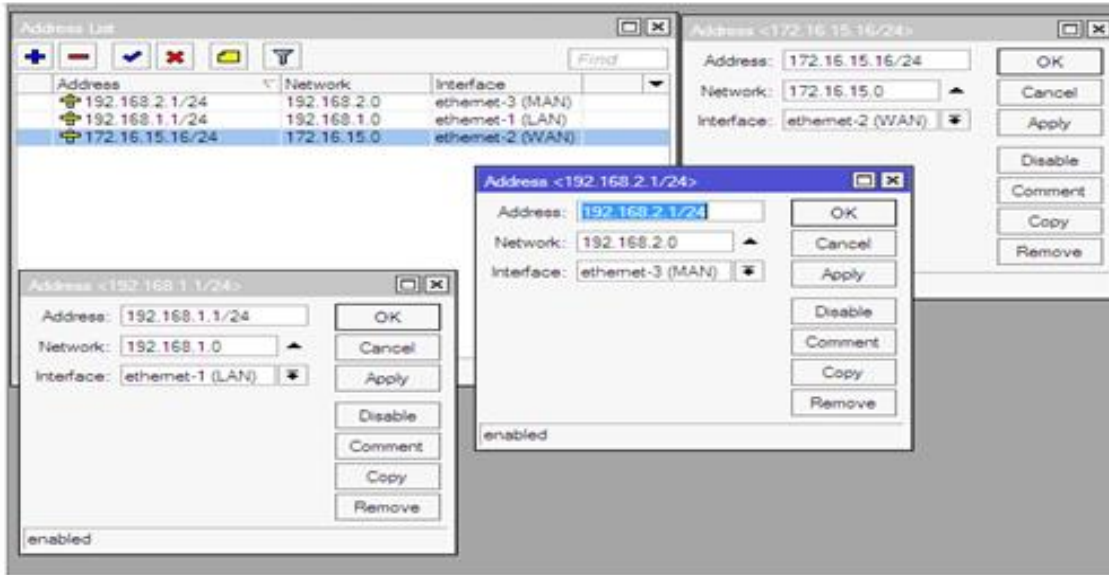 Address List
Find
Address Network Interface
192.168.2.1/24 192.168.2.0 ethernet-3 (MAN)
192.168.1.1/24 192.168.1.0 ethernet-1 (LAN)
172.16.15.16/24 172.16.15.0 ethernet-2 (WAN)
Address <172.16.15.16/24>
Address: 172.16.15.16/24 OK
Network: 172.16.15.0 Cancel
Interface: ethernet-2 (WAN) Apply
Disable
Comment
Copy
Remove
Address <192.168.2.1/24>
Address: 192.168.2.1/24 OK
Network: 192.168.2.0 Cancel
Interface: ethernet-3 (MAN) Apply
Disable
Comment
Copy
Remove
enabled
Address <192.168.1.1/24>
Address: 192.168.1.1/24 OK
Network: 192.168.1.0 Cancel
Interface: ethernet-1 (LAN) Apply
Disable
Comment
Copy
Remove
enabled